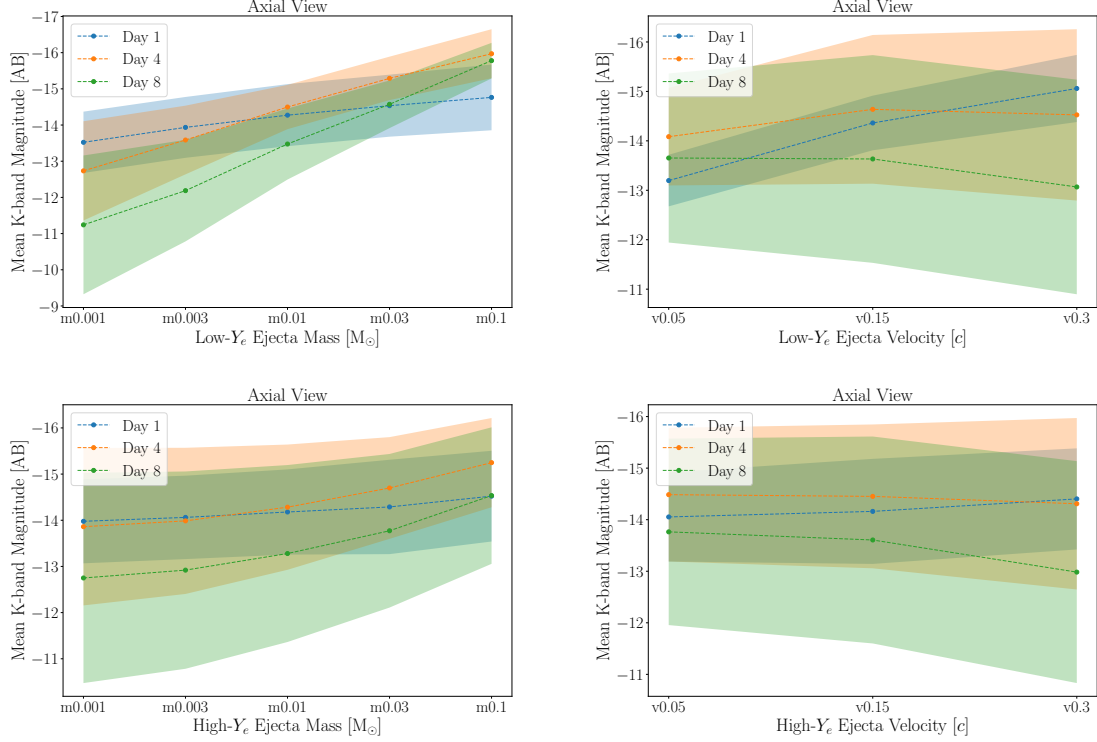 Axial View
Mean K-band Magnitude [AB]
−17
−16
−15
−14
−13
−12
−11
−10
−9
Day 1
Day 4
Day 8
m0.001 m0.003 m0.01 m0.03 m0.1
Low-Yₑ Ejecta Mass [M⊙]
Axial View
Mean K-band Magnitude [AB]
−16
−15
−14
−13
−12
−11
Day 1
Day 4
Day 8
v0.05 v0.15 v0.3
Low-Yₑ Ejecta Velocity [c]
Axial View
Mean K-band Magnitude [AB]
−16
−15
−14
−13
−12
−11
Day 1
Day 4
Day 8
m0.001 m0.003 m0.01 m0.03 m0.1
High-Yₑ Ejecta Mass [M⊙]
Axial View
Mean K-band Magnitude [AB]
−16
−15
−14
−13
−12
−11
Day 1
Day 4
Day 8
v0.05 v0.15 v0.3
High-Yₑ Ejecta Velocity [c]